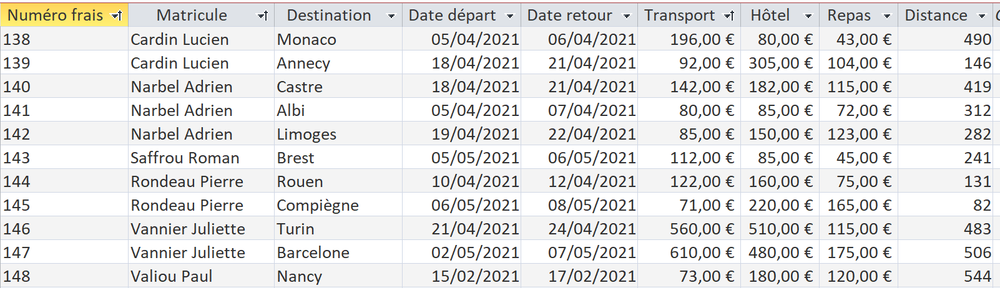 Numéro frais Matricule Destination Date départ Date retour Transport Hôtel Repas Distance
138 Cardin Lucien Monaco 05/04/2021 06/04/2021 196,00 € 80,00 € 43,00 € 490
139 Cardin Lucien Annecy 18/04/2021 21/04/2021 92,00 € 305,00 € 104,00 € 146
140 Narbel Adrien Castre 18/04/2021 21/04/2021 142,00 € 182,00 € 115,00 € 419
141 Narbel Adrien Albi 05/04/2021 07/04/2021 80,00 € 85,00 € 72,00 € 312
142 Narbel Adrien Limoges 19/04/2021 22/04/2021 85,00 € 150,00 € 123,00 € 282
143 Saffrou Roman Brest 05/05/2021 06/05/2021 112,00 € 85,00 € 45,00 € 241
144 Rondeau Pierre Rouen 10/04/2021 12/04/2021 122,00 € 160,00 € 75,00 € 131
145 Rondeau Pierre Compiègne 06/05/2021 08/05/2021 71,00 € 220,00 € 165,00 € 82
146 Vannier Juliette Turin 21/04/2021 24/04/2021 560,00 € 510,00 € 115,00 € 483
147 Vannier Juliette Barcelone 02/05/2021 07/05/2021 610,00 € 480,00 € 175,00 € 506
148 Valiou Paul Nancy 15/02/2021 17/02/2021 73,00 € 180,00 € 120,00 € 544